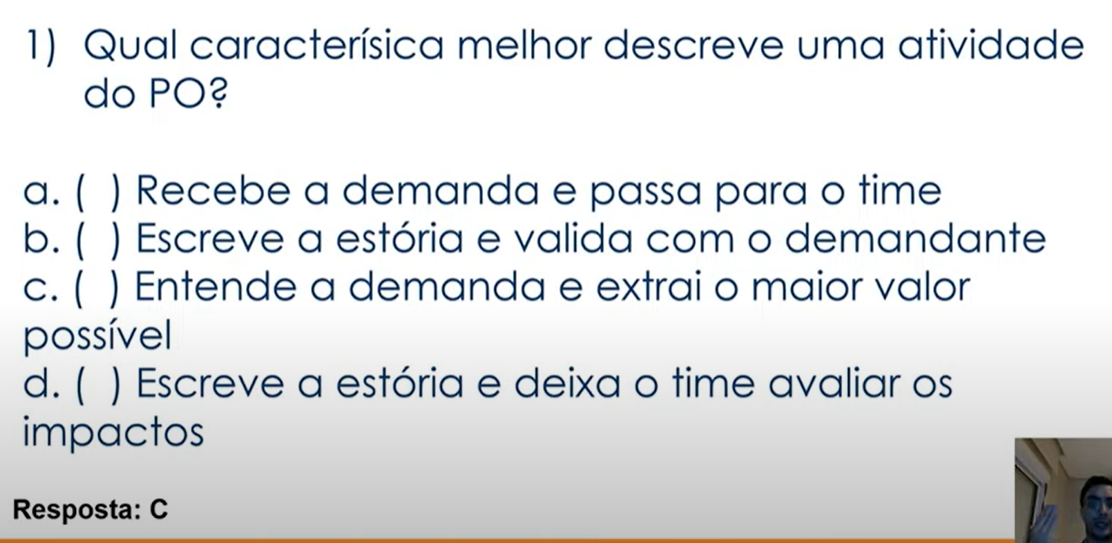 1) Qual caracterísica melhor descreve uma atividade
do PO?
a. ( ) Recebe a demanda e passa para o time
b. ( ) Escreve a estória e valida com o demandante
c. ( ) Entende a demanda e extrai o maior valor
possível
d. ( ) Escreve a estória e deixa o time avaliar os
impactos
Resposta: C